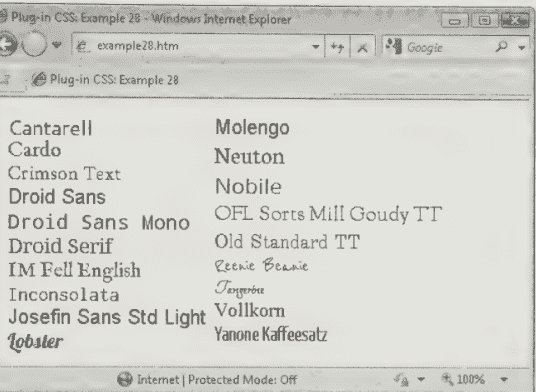 Plug-in CSS: Example 28 - Windows Internet Explorer
example28.htm
Google
Plug-in CSS: Example 28
Cantarell
Cardo
Crimson Text
Droid Sans
Droid Sans Mono
Droid Serif
IM Fell English
Inconsolata
Josefin Sans Std Light
Lobster
Molengo
Neuton
Nobile
OFL Sorts Mill Goudy TT
Old Standard TT
Reenie Beanie
Tangerine
Vollkorn
Yanone Kaffeesatz
Internet | Protected Mode: Off
100%